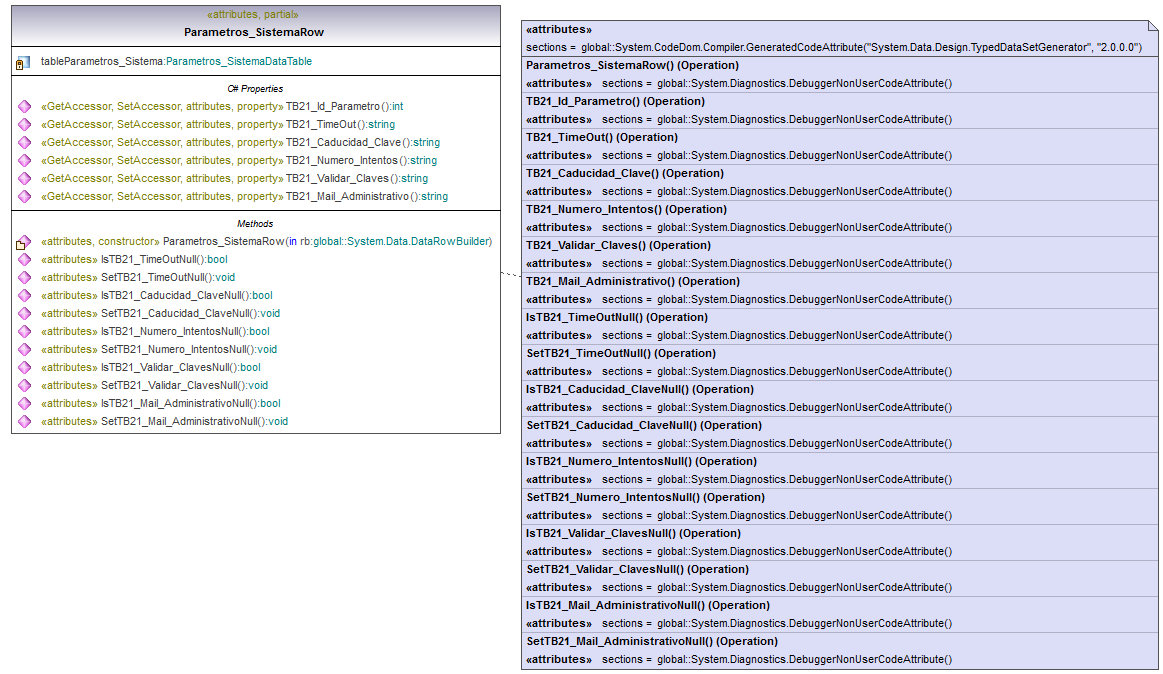 «attributes, partial»
Parametros_SistemaRow
tableParametros_Sistema:Parametros_SistemaDataTable
C# Properties
«GetAccessor, SetAccessor, attributes, property» TB21_Id_Parametro():int
«GetAccessor, SetAccessor, attributes, property» TB21_TimeOut():string
«GetAccessor, SetAccessor, attributes, property» TB21_Caducidad_Clave():string
«GetAccessor, SetAccessor, attributes, property» TB21_Numero_Intentos():string
«GetAccessor, SetAccessor, attributes, property» TB21_Validar_Claves():string
«GetAccessor, SetAccessor, attributes, property» TB21_Mail_Administrativo():string
Methods
«attributes, constructor» Parametros_SistemaRow(in rb:global::System.Data.DataRowBuilder)
«attributes» IsTB21_TimeOutNull():bool
«attributes» SetTB21_TimeOutNull():void
«attributes» IsTB21_Caducidad_ClaveNull():bool
«attributes» SetTB21_Caducidad_ClaveNull():void
«attributes» IsTB21_Numero_IntentosNull():bool
«attributes» SetTB21_Numero_IntentosNull():void
«attributes» IsTB21_Validar_ClavesNull():bool
«attributes» SetTB21_Validar_ClavesNull():void
«attributes» IsTB21_Mail_AdministrativoNull():bool
«attributes» SetTB21_Mail_AdministrativoNull():void
«attributes»
sections = global::System.CodeDom.Compiler.GeneratedCodeAttribute("System.Data.Design.TypedDataSetGenerator", "2.0.0.0")
Parametros_SistemaRow() (Operation)
«attributes» sections = global::System.Diagnostics.DebuggerNonUserCodeAttribute()
TB21_Id_Parametro() (Operation)
«attributes» sections = global::System.Diagnostics.DebuggerNonUserCodeAttribute()
TB21_TimeOut() (Operation)
«attributes» sections = global::System.Diagnostics.DebuggerNonUserCodeAttribute()
TB21_Caducidad_Clave() (Operation)
«attributes» sections = global::System.Diagnostics.DebuggerNonUserCodeAttribute()
TB21_Numero_Intentos() (Operation)
«attributes» sections = global::System.Diagnostics.DebuggerNonUserCodeAttribute()
TB21_Validar_Claves() (Operation)
«attributes» sections = global::System.Diagnostics.DebuggerNonUserCodeAttribute()
TB21_Mail_Administrativo() (Operation)
«attributes» sections = global::System.Diagnostics.DebuggerNonUserCodeAttribute()
IsTB21_TimeOutNull() (Operation)
«attributes» sections = global::System.Diagnostics.DebuggerNonUserCodeAttribute()
SetTB21_TimeOutNull() (Operation)
«attributes» sections = global::System.Diagnostics.DebuggerNonUserCodeAttribute()
IsTB21_Caducidad_ClaveNull() (Operation)
«attributes» sections = global::System.Diagnostics.DebuggerNonUserCodeAttribute()
SetTB21_Caducidad_ClaveNull() (Operation)
«attributes» sections = global::System.Diagnostics.DebuggerNonUserCodeAttribute()
IsTB21_Numero_IntentosNull() (Operation)
«attributes» sections = global::System.Diagnostics.DebuggerNonUserCodeAttribute()
SetTB21_Numero_IntentosNull() (Operation)
«attributes» sections = global::System.Diagnostics.DebuggerNonUserCodeAttribute()
IsTB21_Validar_ClavesNull() (Operation)
«attributes» sections = global::System.Diagnostics.DebuggerNonUserCodeAttribute()
SetTB21_Validar_ClavesNull() (Operation)
«attributes» sections = global::System.Diagnostics.DebuggerNonUserCodeAttribute()
IsTB21_Mail_AdministrativoNull() (Operation)
«attributes» sections = global::System.Diagnostics.DebuggerNonUserCodeAttribute()
SetTB21_Mail_AdministrativoNull() (Operation)
«attributes» sections = global::System.Diagnostics.DebuggerNonUserCodeAttribute()